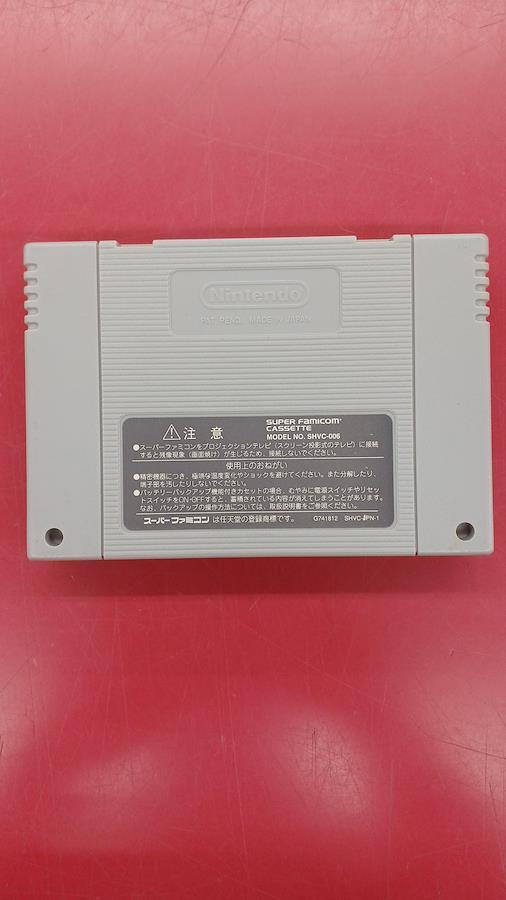 Nintendo
PAT. PEND. MADE IN JAPAN
⚠注 意
SUPER FAMICOM
CASSETTE
MODEL NO. SHVC-006
●スーパーファミコンをプロジェクションテレビ(スクリーン投影式のテレビ)に接続
すると残像現象(画面焼け)が生じるため、接続しないでください。
使用上のおねがい
●精密機器につき、極端な温度変化やショックを避けてください。また分解したり、
端子部を汚したりしないでください。
●バッテリーバックアップ機能付きカセットの場合、むやみに電源スイッチやリセッ
トスイッチをON・OFFすると、蓄積されている内容が消えてしまうことがあります。
なお、バックアップの操作方法については、取扱説明書をご参照ください。
スーパーファミコン は任天堂の登録商標です。
G741812 SHVC-JPN-1